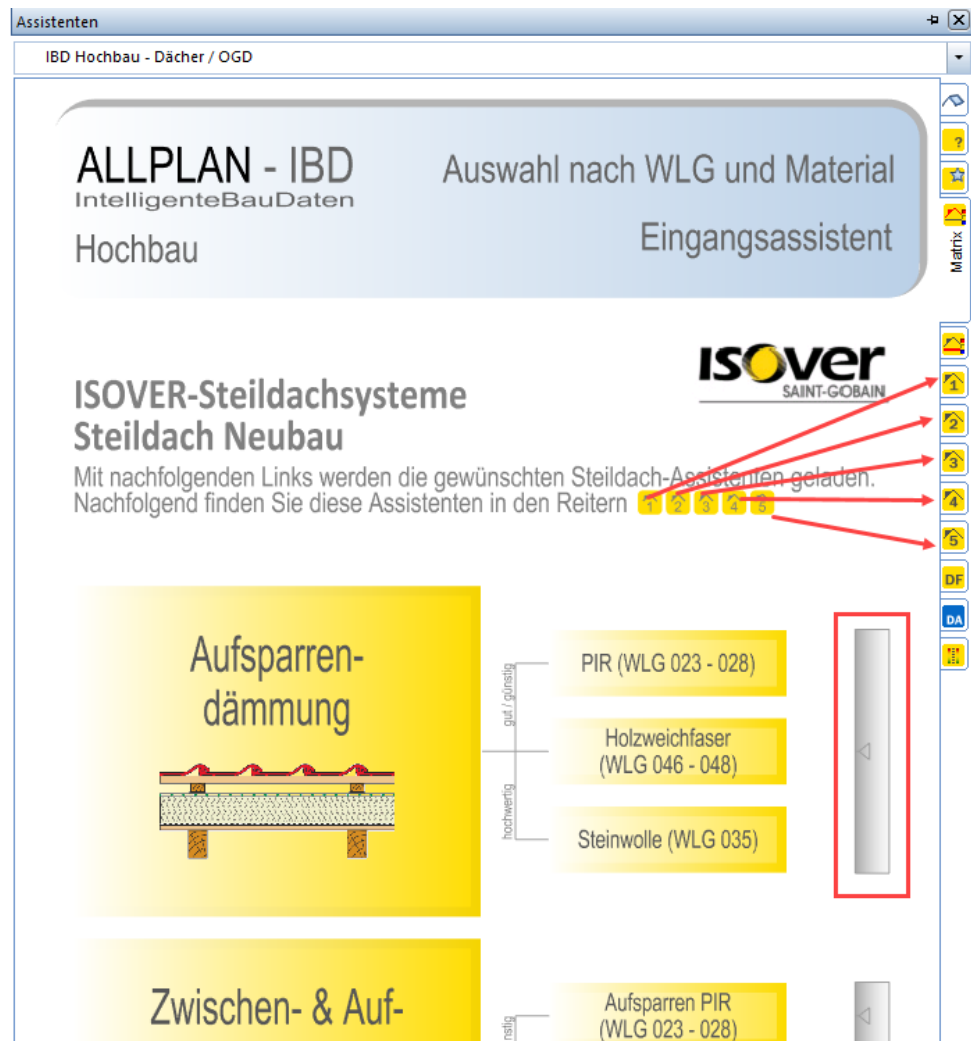 Assistenten
IBD Hochbau - Dächer / OGD
ALLPLAN - IBD
IntelligenteBauDaten
Hochbau
Auswahl nach WLG und Material
Eingangsassistent
?
Matrix
ISOVER
SAINT-GOBAIN
ISOVER-Steildachsysteme
Steildach Neubau
Mit nachfolgenden Links werden die gewünschten Steildach-Assistenten geladen.
Nachfolgend finden Sie diese Assistenten in den Reitern 1 2 3 4 5
1
2
3
4
5
DF
DA
Aufsparren-
dämmung
gut / günstig
hochwertig
PIR (WLG 023 - 028)
Holzweichfaser
(WLG 046 - 048)
Steinwolle (WLG 035)
Zwischen- & Auf-
Aufsparren PIR
(WLG 023 - 028)